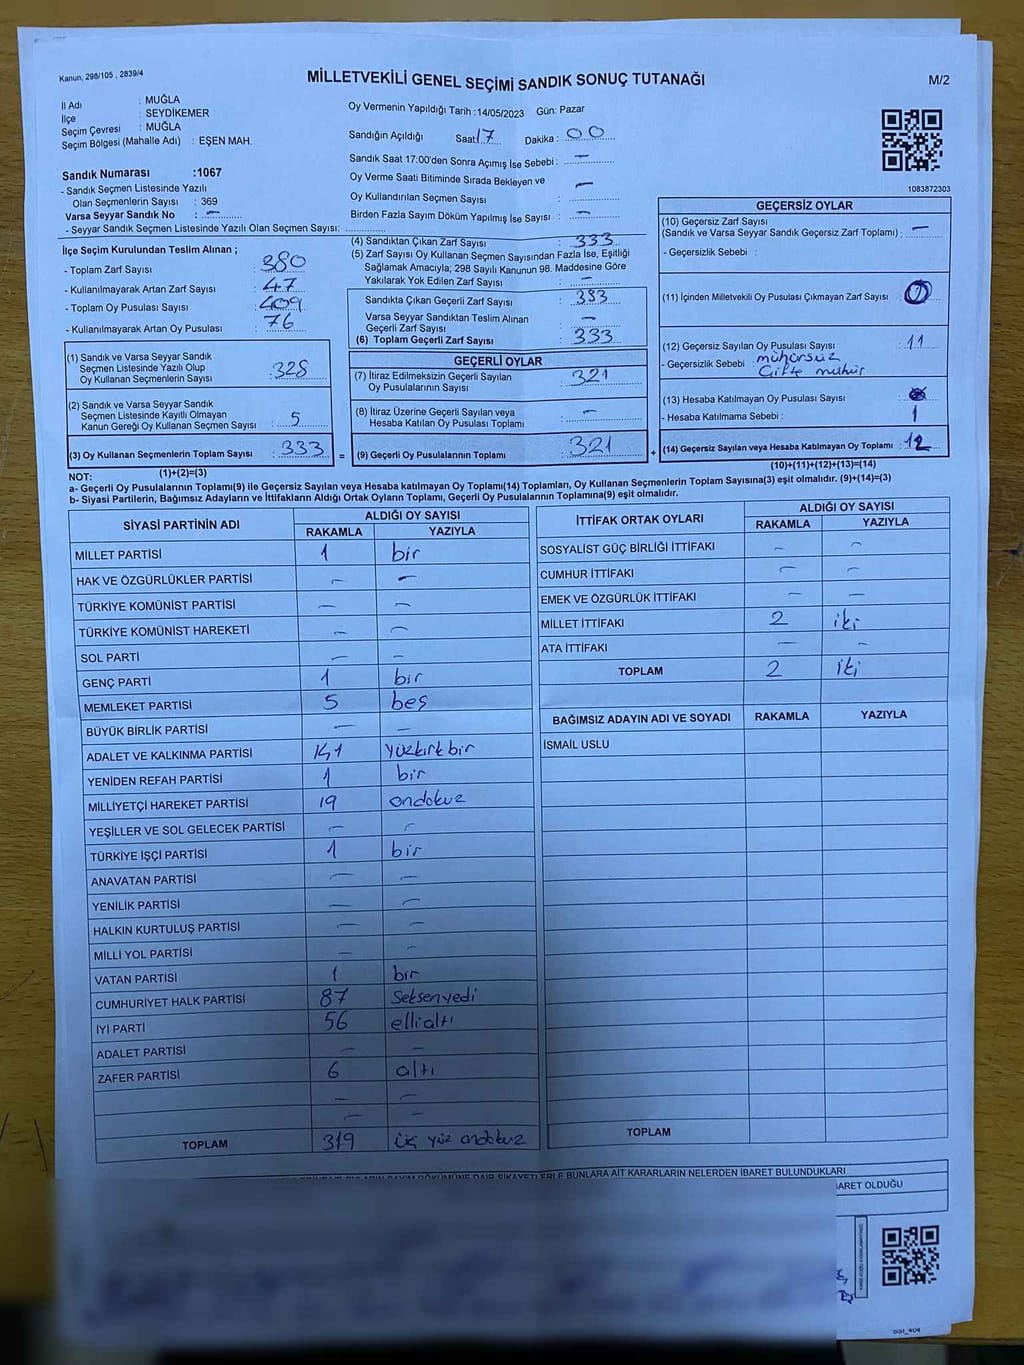 Kanun; 298/105 , 2839/4
MİLLETVEKİLİ GENEL SEÇİMİ SANDIK SONUÇ TUTANAĞI
M/2
İl Adı : MUĞLA
İlçe : SEYDİKEMER
Seçim Çevresi : MUĞLA
Seçim Bölgesi (Mahalle Adı) : EŞEN MAH.
Oy Vermenin Yapıldığı Tarih :14/05/2023 Gün: Pazar
Sandığın Açıldığı Saat 17 Dakika : 00
Sandık Saat 17:00'den Sonra Açımış İse Sebebi : —
Oy Verme Saati Bitiminde Sırada Bekleyen ve —
Oy Kullandırılan Seçmen Sayısı :
Birden Fazla Sayım Döküm Yapılmış İse Sayısı : —
1083872303
Sandık Numarası :1067
- Sandık Seçmen Listesinde Yazılı
Olan Seçmenlerin Sayısı : 369
Varsa Seyyar Sandık No : —
- Seyyar Sandık Seçmen Listesinde Yazılı Olan Seçmen Sayısı:
İlçe Seçim Kurulundan Teslim Alınan ;
- Toplam Zarf Sayısı : 380
- Kullanılmayarak Artan Zarf Sayısı : 47
- Toplam Oy Pusulası Sayısı : 409
- Kullanılmayarak Artan Oy Pusulası : 76
(1) Sandık ve Varsa Seyyar Sandık
Seçmen Listesinde Yazılı Olup
Oy Kullanan Seçmenlerin Sayısı : 328
(2) Sandık ve Varsa Seyyar Sandık
Seçmen Listesinde Kayıtlı Olmayan
Kanun Gereği Oy Kullanan Seçmen Sayısı : 5
(3) Oy Kullanan Seçmenlerin Toplam Sayısı : 333 =
(1)+(2)=(3)
(4) Sandıktan Çıkan Zarf Sayısı : 333
(5) Zarf Sayısı Oy Kullanan Seçmen Sayısından Fazla İse, Eşitliği
Sağlamak Amacıyla; 298 Sayılı Kanunun 98. Maddesine Göre
Yakılarak Yok Edilen Zarf Sayısı : —
Sandıkta Çıkan Geçerli Zarf Sayısı : 333
Varsa Seyyar Sandıktan Teslim Alınan
Geçerli Zarf Sayısı : —
(6) Toplam Geçerli Zarf Sayısı : 333
GEÇERLİ OYLAR
(7) İtiraz Edilmeksizin Geçerli Sayılan
Oy Pusulalarının Sayısı : 321
(8) İtiraz Üzerine Geçerli Sayılan veya
Hesaba Katılan Oy Pusulası Toplamı : —
(9) Geçerli Oy Pusulalarının Toplamı : 321 +
GEÇERSİZ OYLAR
(10) Geçersiz Zarf Sayısı
(Sandık ve Varsa Seyyar Sandık Geçersiz Zarf Toplamı) : —
- Geçersizlik Sebebi :
(11) İçinden Milletvekili Oy Pusulası Çıkmayan Zarf Sayısı :
(12) Geçersiz Sayılan Oy Pusulası Sayısı : 11
- Geçersizlik Sebebi : mühürsüz
Çifte mühür
(13) Hesaba Katılmayan Oy Pusulası Sayısı :
- Hesaba Katılmama Sebebi : 1
(14) Geçersiz Sayılan veya Hesaba Katılmayan Oy Toplamı : 12
(10)+(11)+(12)+(13)=(14)
NOT:
a- Geçerli Oy Pusulalarının Toplamı(9) ile Geçersiz Sayılan veya Hesaba katılmayan Oy Toplamı(14) Toplamları, Oy Kullanan Seçmenlerin Toplam Sayısına(3) eşit olmalıdır. (9)+(14)=(3)
b- Siyasi Partilerin, Bağımsız Adayların ve İttifakların Aldığı Ortak Oyların Toplamı, Geçerli Oy Pusulalarının Toplamına(9) eşit olmalıdır.
SİYASİ PARTİNİN ADI ALDIĞI OY SAYISI
RAKAMLA YAZIYLA
MİLLET PARTİSİ 1 bir
HAK VE ÖZGÜRLÜKLER PARTİSİ — —
TÜRKİYE KOMÜNİST PARTİSİ — —
TÜRKİYE KOMÜNİST HAREKETİ — —
SOL PARTİ — —
GENÇ PARTİ 1 bir
MEMLEKET PARTİSİ 5 beş
BÜYÜK BİRLİK PARTİSİ — —
ADALET VE KALKINMA PARTİSİ 141 yüzkırkbir
YENİDEN REFAH PARTİSİ 1 bir
MİLLİYETÇİ HAREKET PARTİSİ 19 ondokuz
YEŞİLLER VE SOL GELECEK PARTİSİ — —
TÜRKİYE İŞÇİ PARTİSİ 1 bir
ANAVATAN PARTİSİ — —
YENİLİK PARTİSİ — —
HALKIN KURTULUŞ PARTİSİ — —
MİLLİ YOL PARTİSİ — —
VATAN PARTİSİ 1 bir
CUMHURİYET HALK PARTİSİ 87 Seksenyedi
İYİ PARTİ 56 ellialtı
ADALET PARTİSİ — —
ZAFER PARTİSİ 6 altı
— —
— —
TOPLAM 319 üç yüz ondokuz
İTTİFAK ORTAK OYLARI ALDIĞI OY SAYISI
RAKAMLA YAZIYLA
SOSYALİST GÜÇ BİRLİĞİ İTTİFAKI — —
CUMHUR İTTİFAKI — —
EMEK VE ÖZGÜRLÜK İTTİFAKI — —
MİLLET İTTİFAKI 2 iki
ATA İTTİFAKI — —
TOPLAM 2 iki
BAĞIMSIZ ADAYIN ADI VE SOYADI RAKAMLA YAZIYLA
İSMAİL USLU
TOPLAM
DÖKÜMÜNE DAİR ŞİKAYETLERLE BUNLARA AİT KARARLARIN NELERDEN İBARET BULUNDUKLARI
OLDUĞU